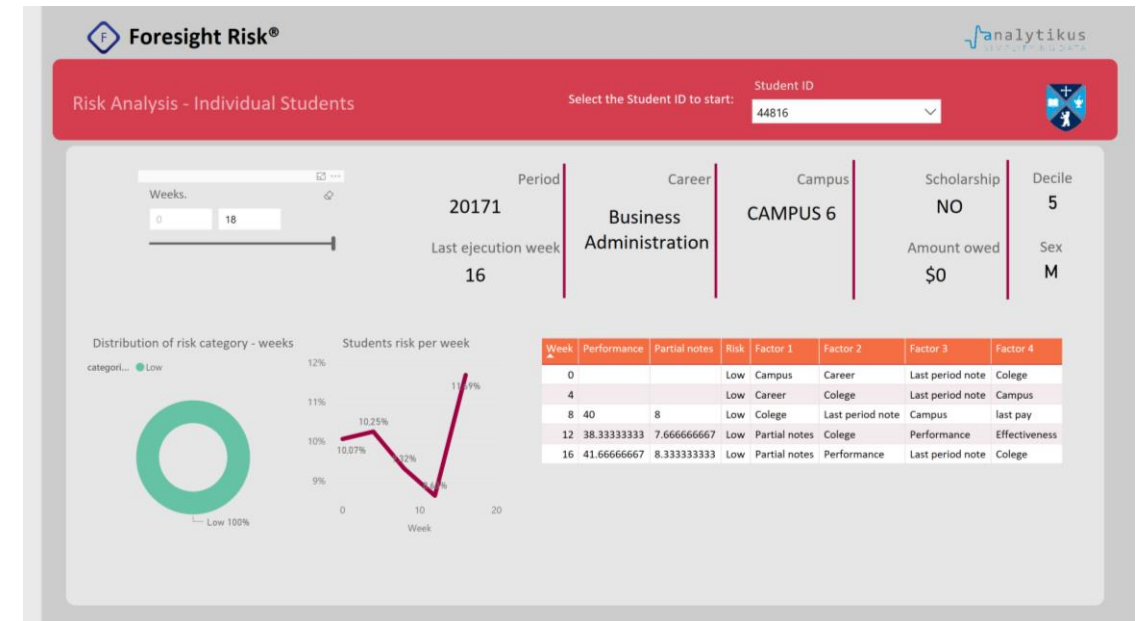 F Foresight Risk®
analytikus
Risk Analysis - Individual Students
Select the Student ID to start:
Student ID
44816
Weeks.
0 18
Period
20171
Last ejecution week
16
Career
Business
Administration
Campus
CAMPUS 6
Scholarship
NO
Amount owed
$0
Decile
5
Sex
M
Distribution of risk category - weeks
categori... Low
Low 100%
Students risk per week
12%
11%
10%
9%
10,07%
10,25%
0 10 20
Week
Week Performance Partial notes Risk Factor 1 Factor 2 Factor 3 Factor 4
0 Low Campus Career Last period note Colege
4 Low Career Colege Last period note Campus
8 40 8 Low Colege Last period note Campus last pay
12 38.33333333 7.666666667 Low Partial notes Colege Performance Effectiveness
16 41.66666667 8.333333333 Low Partial notes Performance Last period note Colege